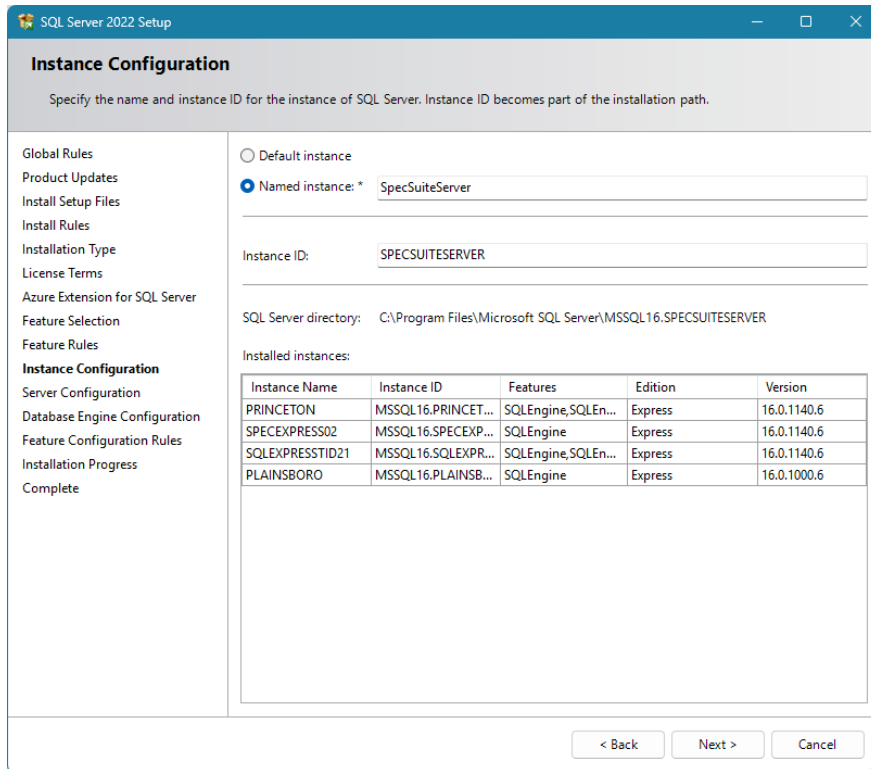 SQL Server 2022 Setup
Instance Configuration
Specify the name and instance ID for the instance of SQL Server. Instance ID becomes part of the installation path.
Global Rules
Product Updates
Install Setup Files
Install Rules
Installation Type
License Terms
Azure Extension for SQL Server
Feature Selection
Feature Rules
Instance Configuration
Server Configuration
Database Engine Configuration
Feature Configuration Rules
Installation Progress
Complete
Default instance
Named instance: * SpecSuiteServer
Instance ID: SPECSUITESERVER
SQL Server directory: C:\Program Files\Microsoft SQL Server\MSSQL16.SPECSUITESERVER
Installed instances:
Instance Name Instance ID Features Edition Version
PRINCETON MSSQL16.PRINCET... SQLEngine,SQLEn... Express 16.0.1140.6
SPECEXPRESS02 MSSQL16.SPECEXP... SQLEngine Express 16.0.1140.6
SQLEXPRESSTID21 MSSQL16.SQLEXPR... SQLEngine,SQLEn... Express 16.0.1140.6
PLAINSBORO MSSQL16.PLAINSB... SQLEngine Express 16.0.1000.6
< Back Next > Cancel